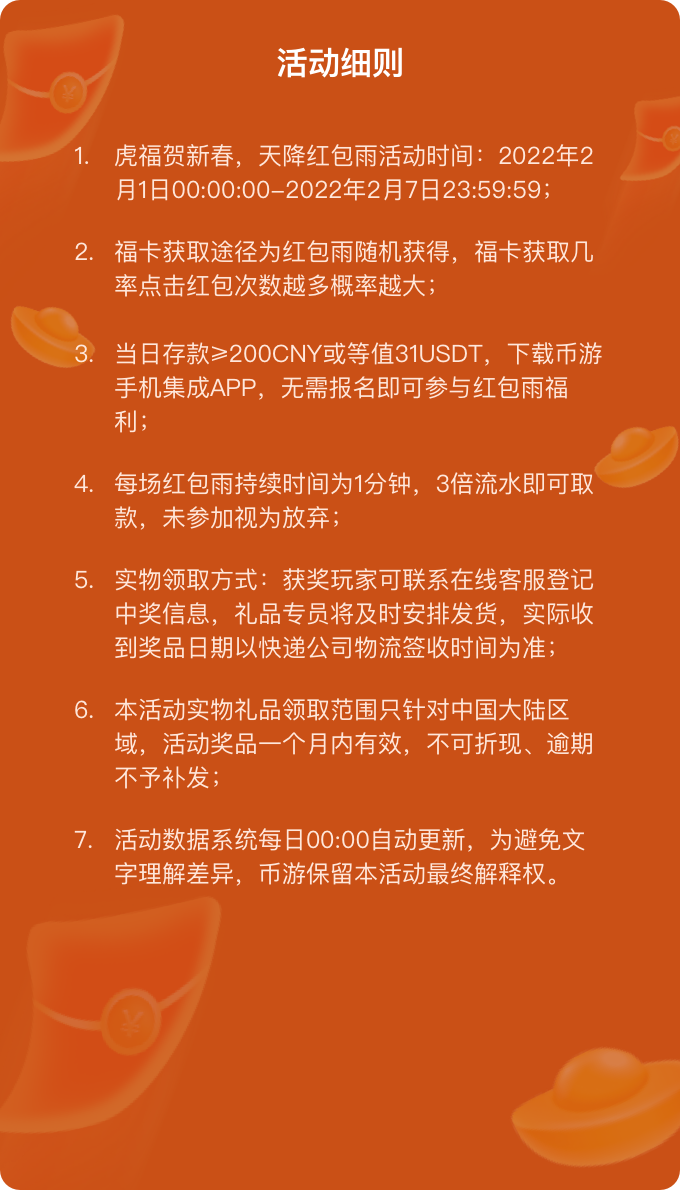 活动细则
1. 虎福贺新春，天降红包雨活动时间：2022年2
月1日00:00:00-2022年2月7日23:59:59；
2. 福卡获取途径为红包雨随机获得，福卡获取几
率点击红包次数越多概率越大；
3. 当日存款≥200CNY或等值31USDT，下载币游
手机集成APP，无需报名即可参与红包雨福
利；
4. 每场红包雨持续时间为1分钟，3倍流水即可取
款，未参加视为放弃；
5. 实物领取方式：获奖玩家可联系在线客服登记
中奖信息，礼品专员将及时安排发货，实际收
到奖品日期以快递公司物流签收时间为准；
6. 本活动实物礼品领取范围只针对中国大陆区
域，活动奖品一个月内有效，不可折现、逾期
不予补发；
7. 活动数据系统每日00:00自动更新，为避免文
字理解差异，币游保留本活动最终解释权。